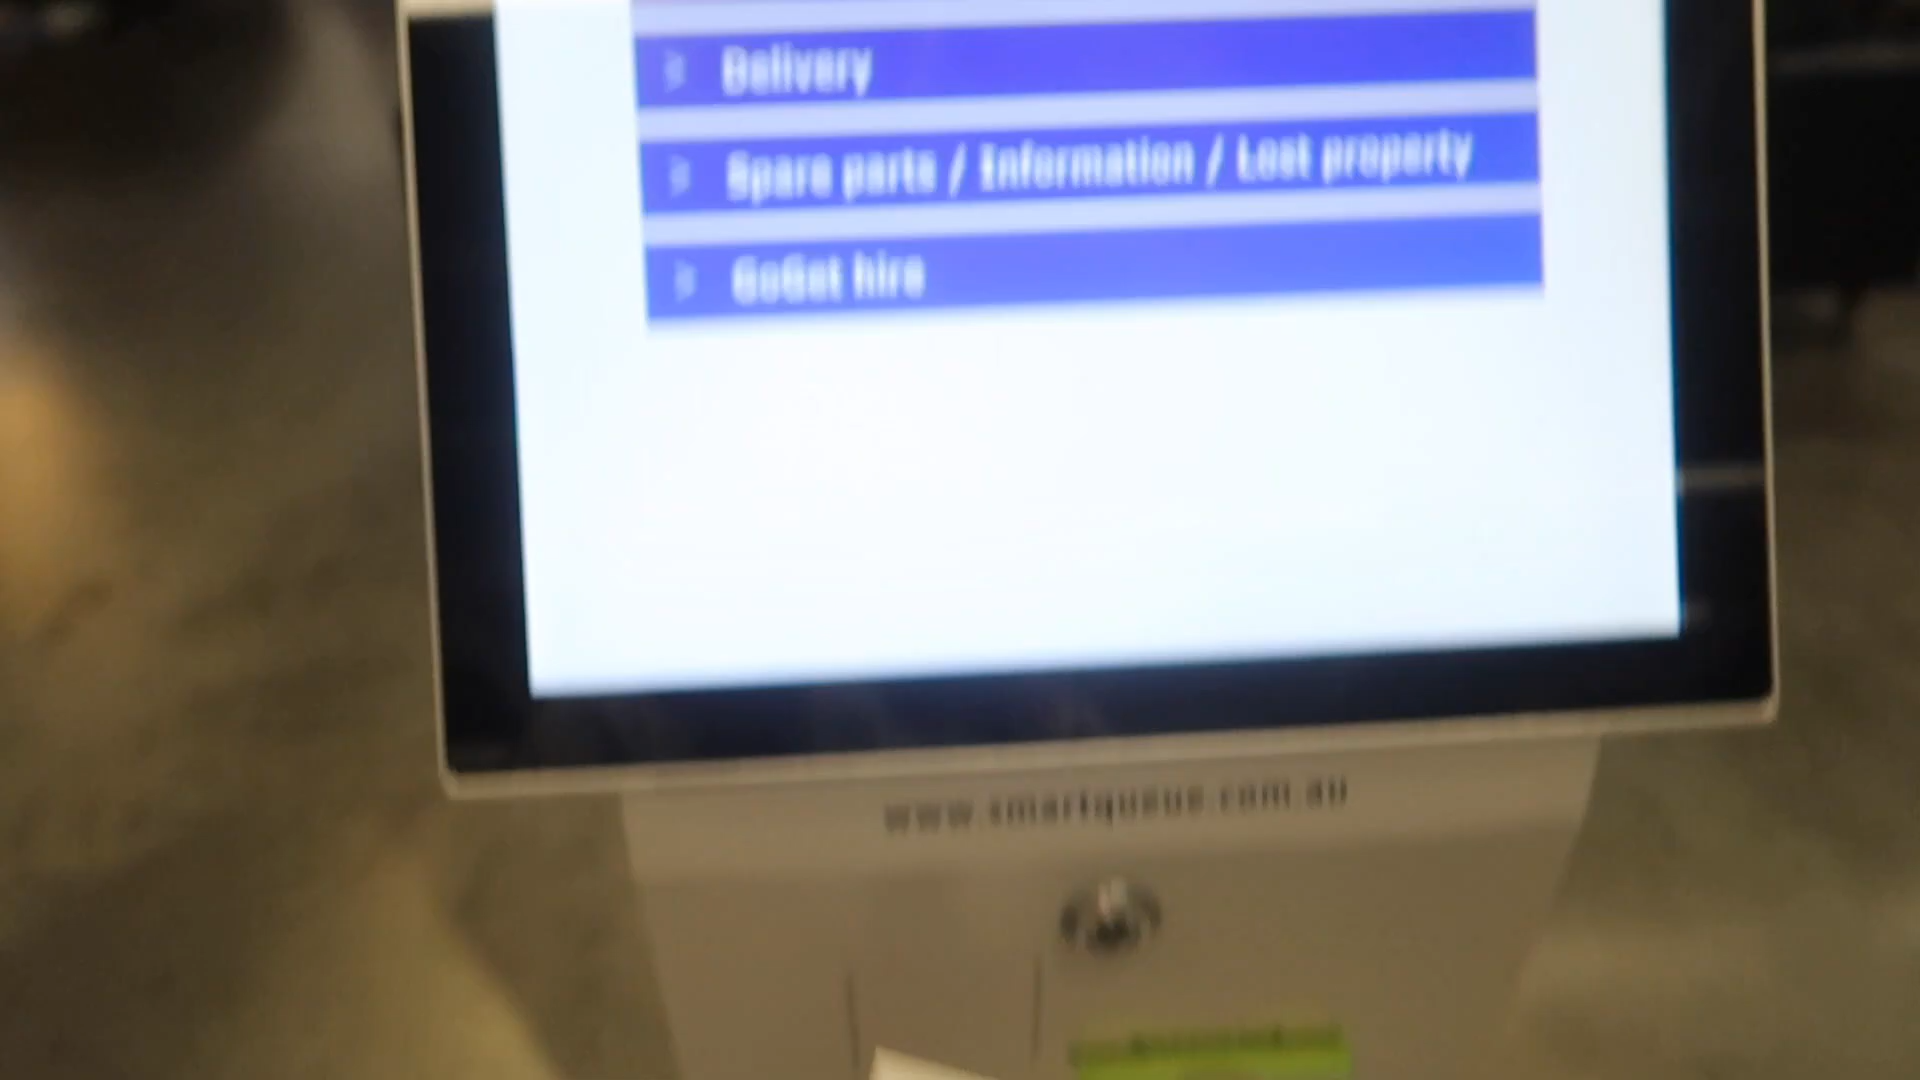 Delivery
Spare parts / Information / Lost property
GoGet hire
www.smartqueue.com.au